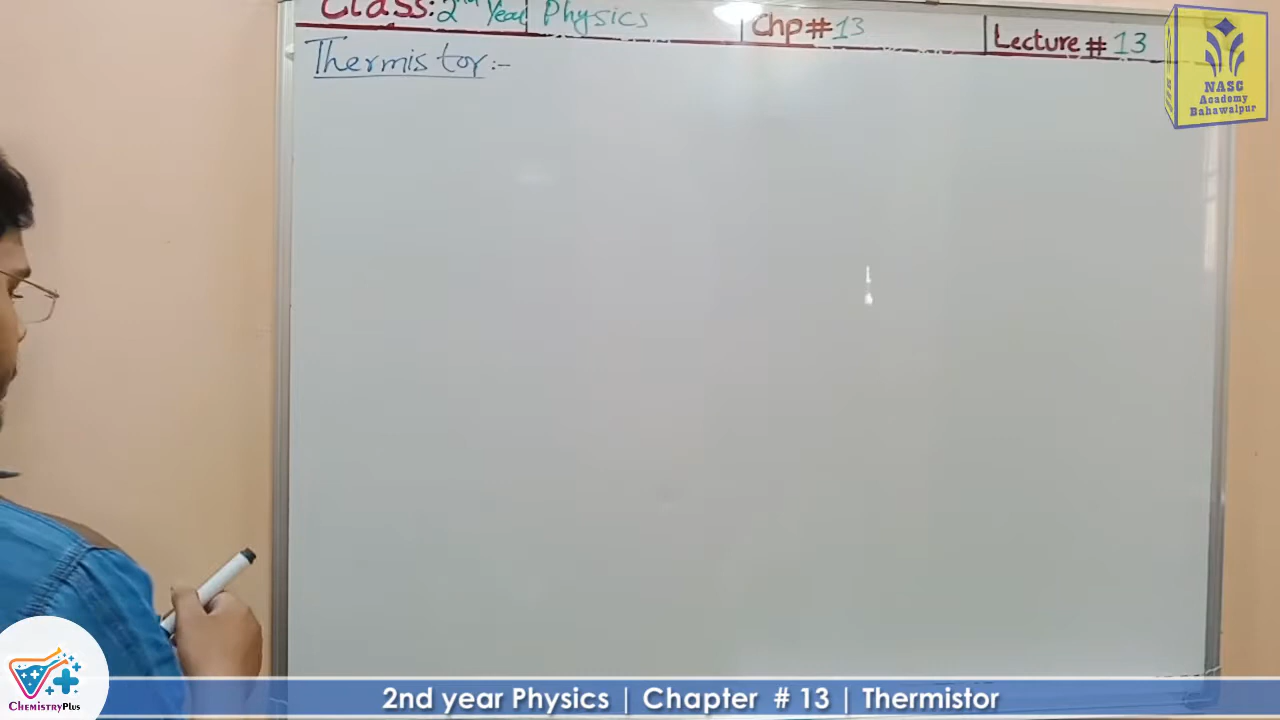 Class: 2nd Year Physics Chp # 13 Lecture # 13
Thermistor:-
NASC
Academy
Bahawalpur
ChemistryPlus
2nd year Physics | Chapter # 13 | Thermistor